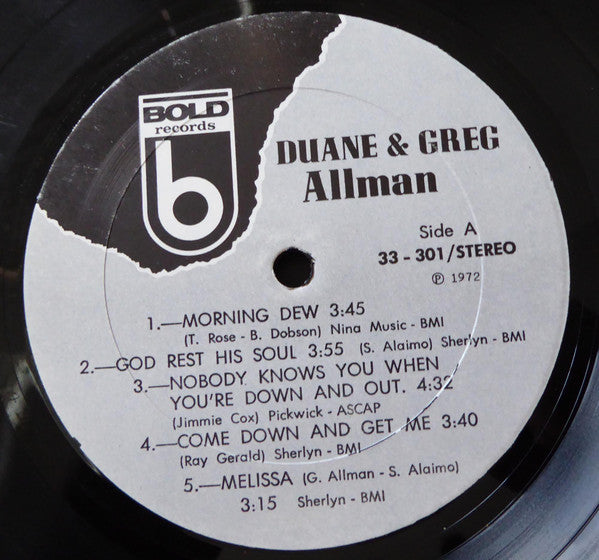 BOLD
records
b
DUANE & GREG
Allman
Side A
33 - 301/STEREO
℗ 1972
1.—MORNING DEW 3:45
(T. Rose - B. Dobson) Nina Music - BMI
2.—GOD REST HIS SOUL 3:55 (S. Alaimo) Sherlyn - BMI
3.—NOBODY KNOWS YOU WHEN
YOU'RE DOWN AND OUT. 4:32
(Jimmie Cox) Pickwick - ASCAP
4.—COME DOWN AND GET ME 3:40
(Ray Gerald) Sherlyn - BMI
5.—MELISSA (G. Allman - S. Alaimo)
3:15 Sherlyn - BMI